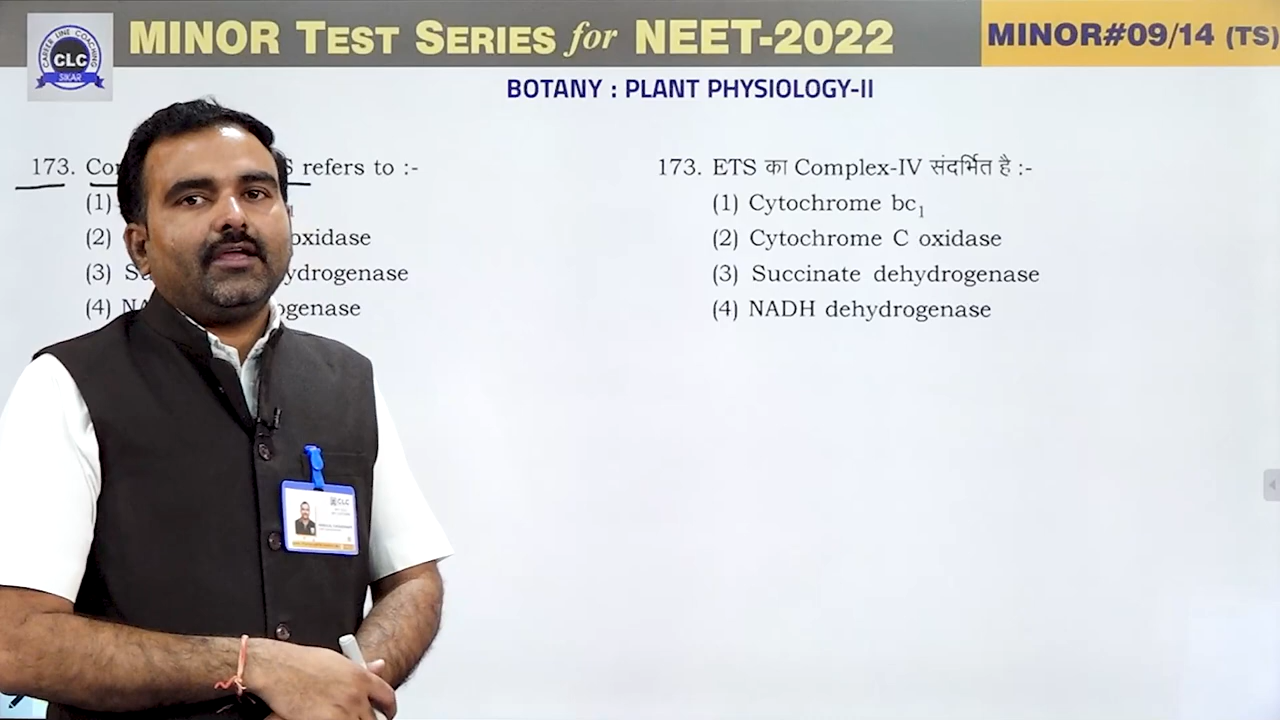 CAREER LINE COACHING
CLC
SIKAR
MINOR TEST SERIES for NEET-2022
MINOR#09/14 (TS)
BOTANY : PLANT PHYSIOLOGY-II
173. refers to :-
(1)
(2) oxidase
(3)
(4)
173. ETS का Complex-IV संदर्भित है :-
(1) Cytochrome bc1
(2) Cytochrome C oxidase
(3) Succinate dehydrogenase
(4) NADH dehydrogenase
CLC